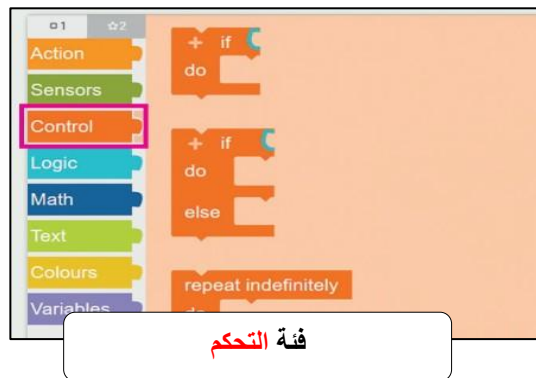 1 2
Action
Sensors
Control
Logic
Math
Text
Colours
Variables
+ if
do
+ if
do
else
repeat indefinitely
do
فئة التحكم